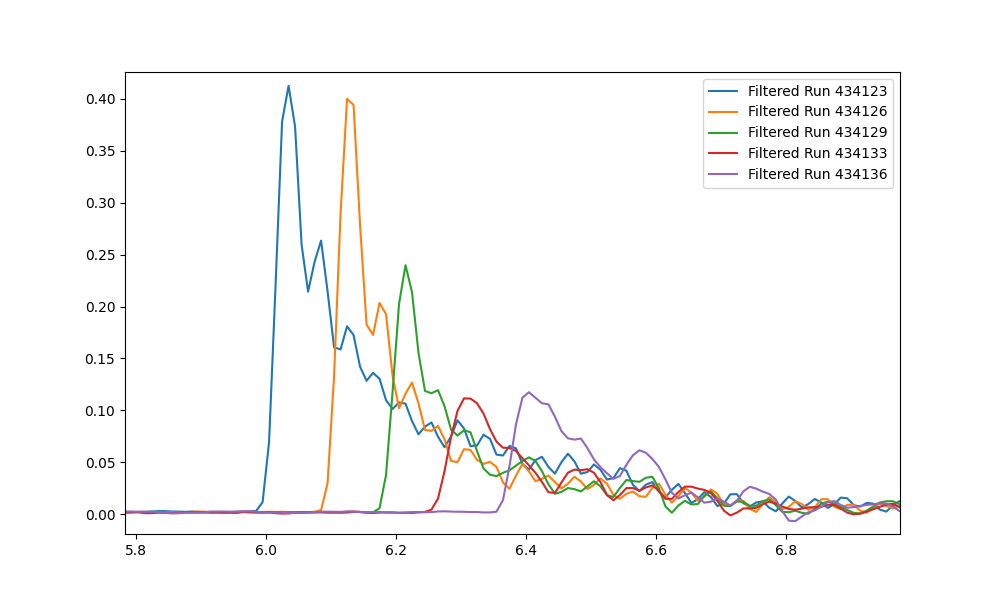 Filtered Run 434123
Filtered Run 434126
Filtered Run 434129
Filtered Run 434133
Filtered Run 434136
0.40
0.35
0.30
0.25
0.20
0.15
0.10
0.05
0.00
5.8 6.0 6.2 6.4 6.6 6.8